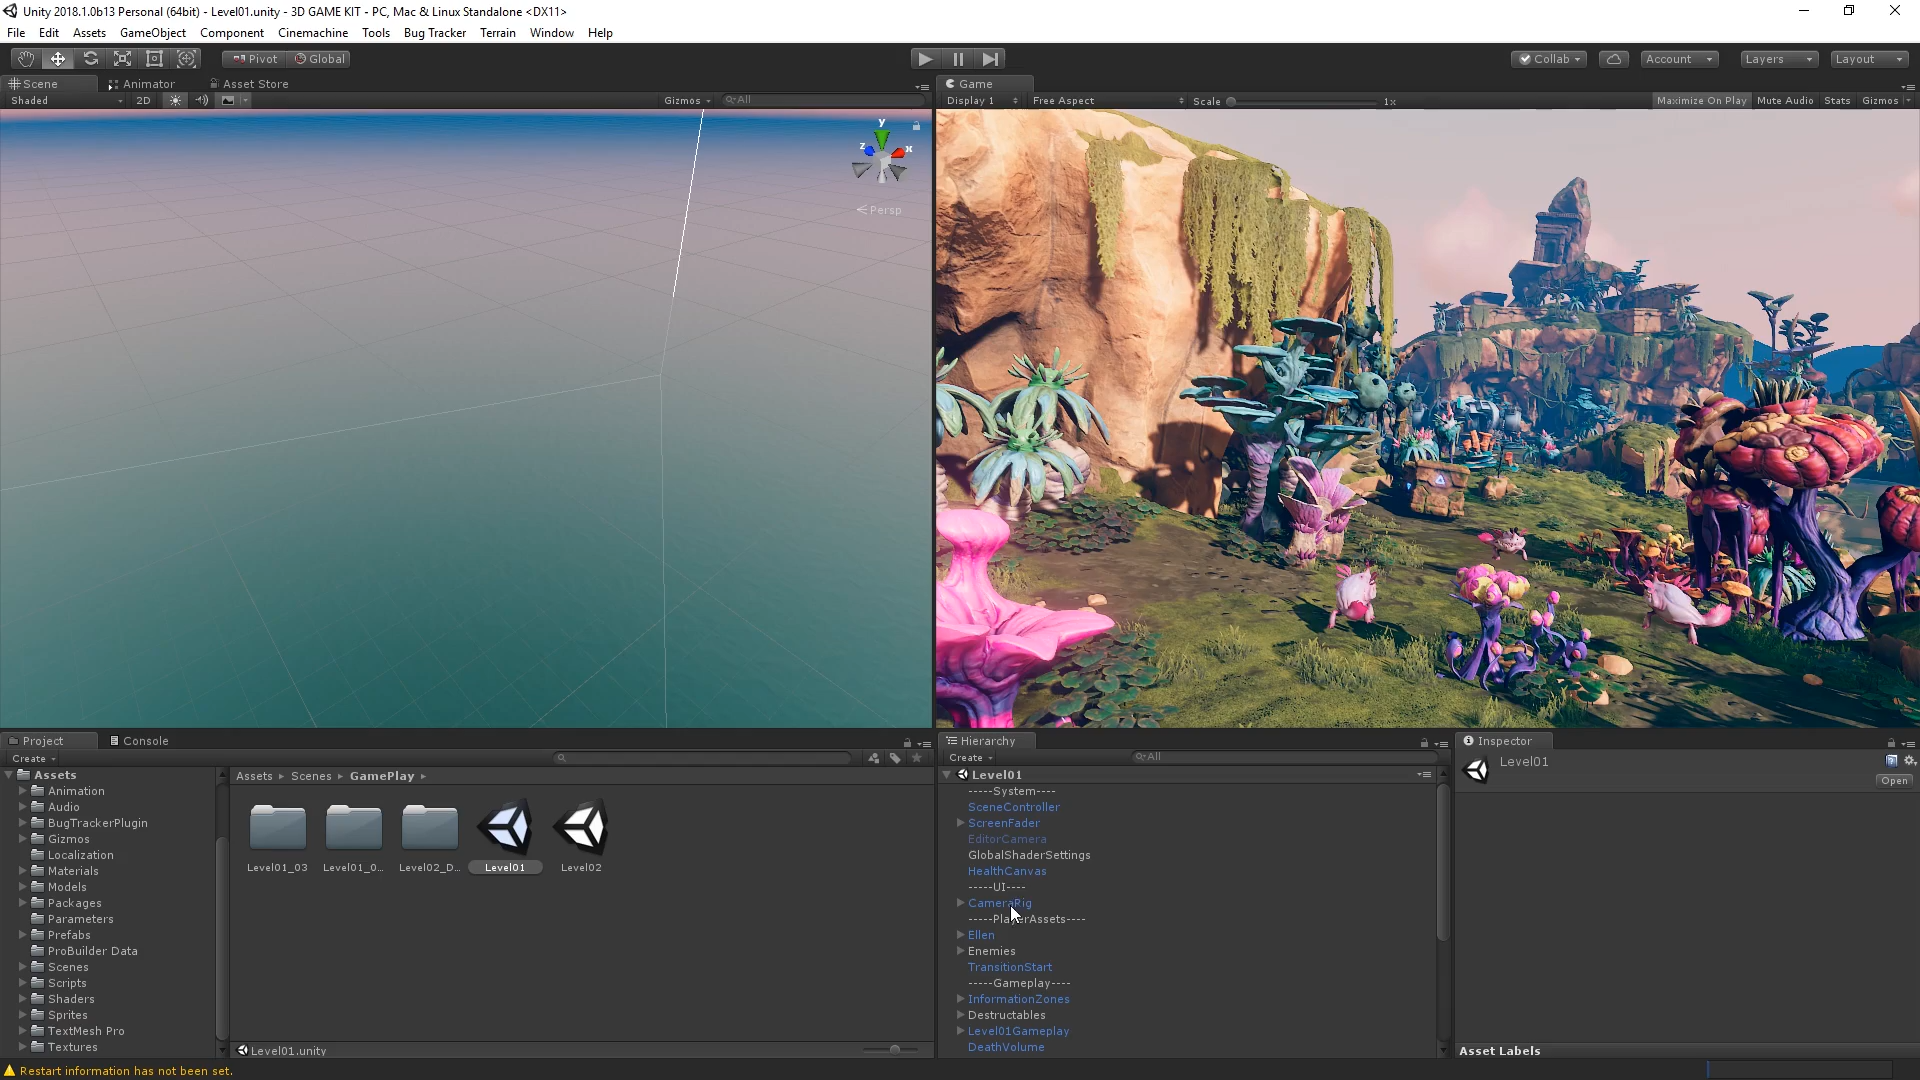 Unity 2018.1.0b13 Personal (64bit) - Level01.unity - 3D GAME KIT - PC, Mac & Linux Standalone <DX11>
File Edit Assets GameObject Component Cinemachine Tools Bug Tracker Terrain Window Help
Pivot Global Collab Account Layers Layout
Scene Animator Asset Store
Shaded 2D Gizmos All
y
z x
Persp
Game
Display 1 Free Aspect Scale 1x Maximize On Play Mute Audio Stats Gizmos
Project Console
Create
Assets
Animation
Audio
BugTrackerPlugin
Gizmos
Localization
Materials
Models
Packages
Parameters
Prefabs
ProBuilder Data
Scenes
Scripts
Shaders
Sprites
TextMesh Pro
Textures
Assets Scenes GamePlay
Level01_03 Level01_0... Level02_D... Level01 Level02
Level01.unity
Hierarchy
Create All
Level01
-----System----
SceneController
ScreenFader
EditorCamera
GlobalShaderSettings
HealthCanvas
-----UI----
CameraRig
-----PlayerAssets----
Ellen
Enemies
TransitionStart
-----Gameplay----
InformationZones
Destructables
Level01Gameplay
DeathVolume
Inspector
Level01
Open
Asset Labels
Restart information has not been set.